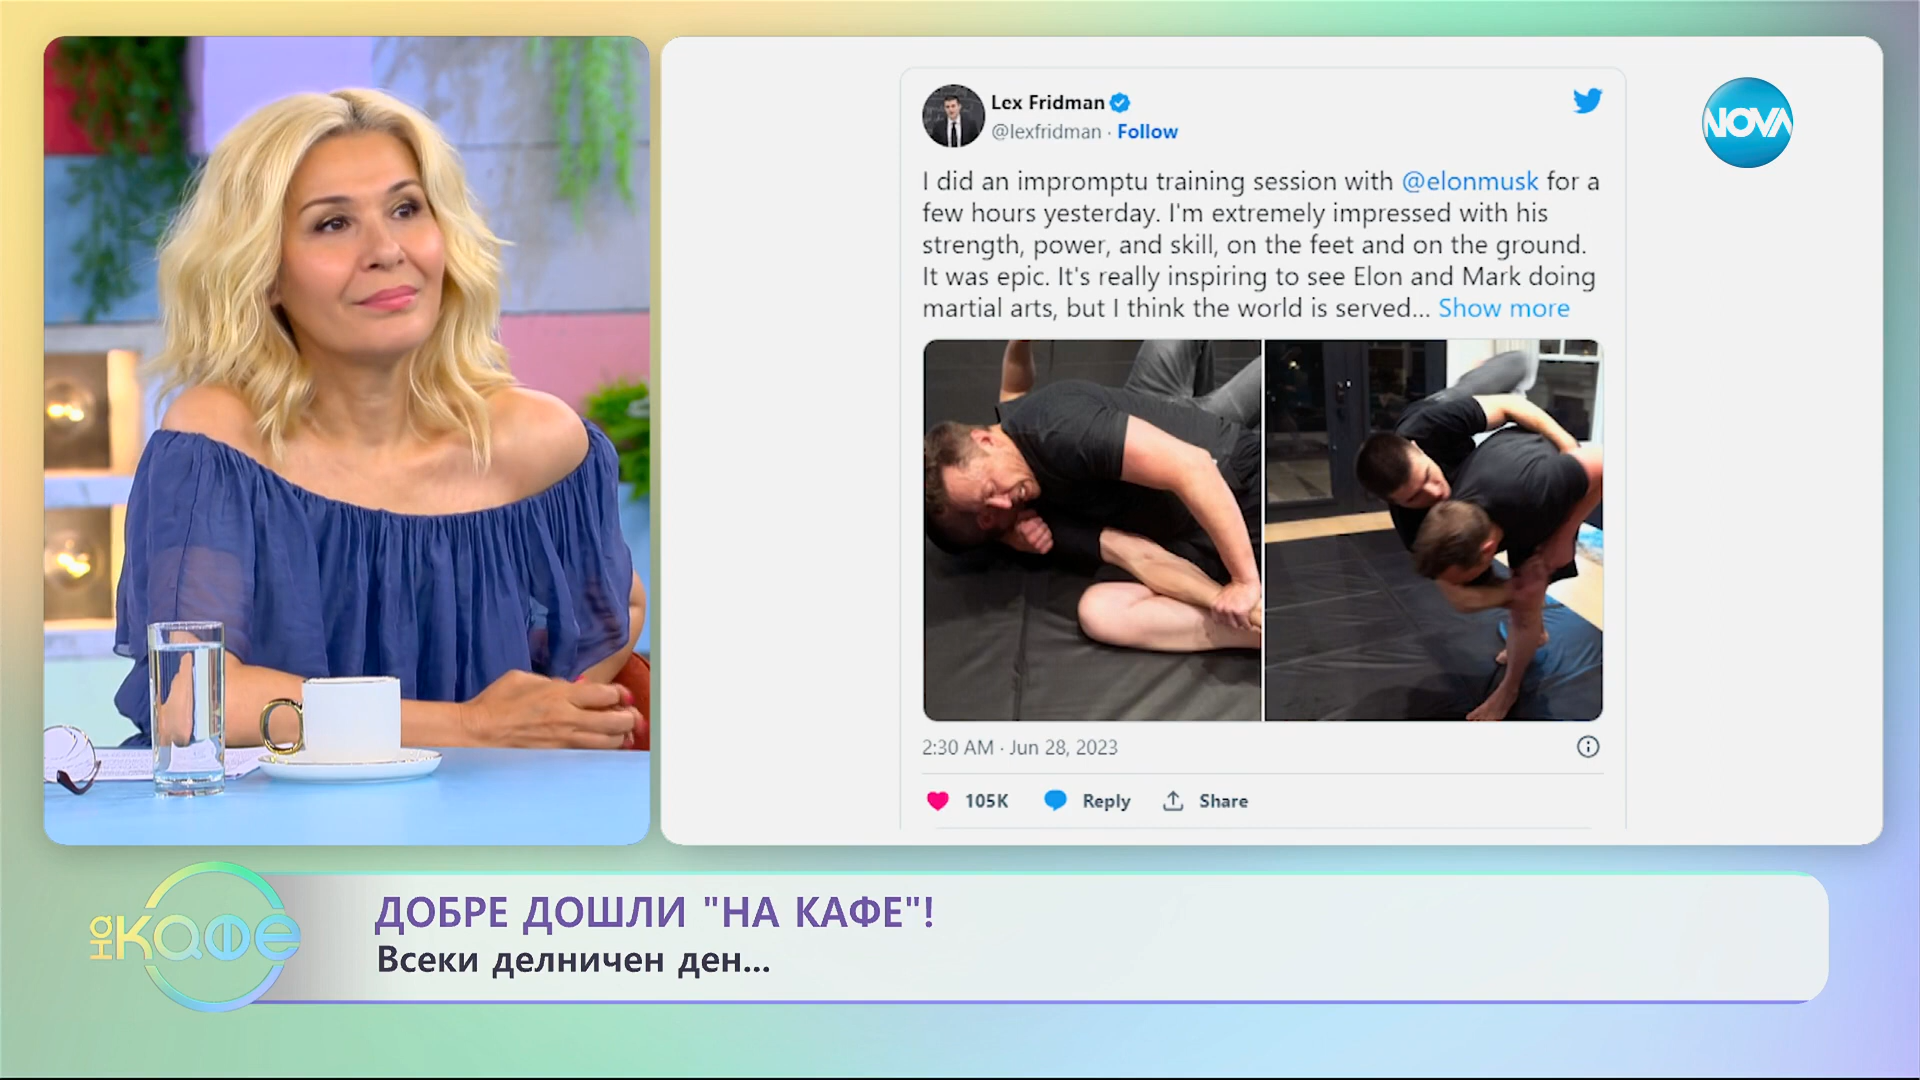 Lex Fridman
@lexfridman · Follow
I did an impromptu training session with @elonmusk for a
few hours yesterday. I'm extremely impressed with his
strength, power, and skill, on the feet and on the ground.
It was epic. It's really inspiring to see Elon and Mark doing
martial arts, but I think the world is served... Show more
2:30 AM · Jun 28, 2023
105K Reply Share
NOVA
на кафе
ДОБРЕ ДОШЛИ "НА КАФЕ"!
Всеки делничен ден...